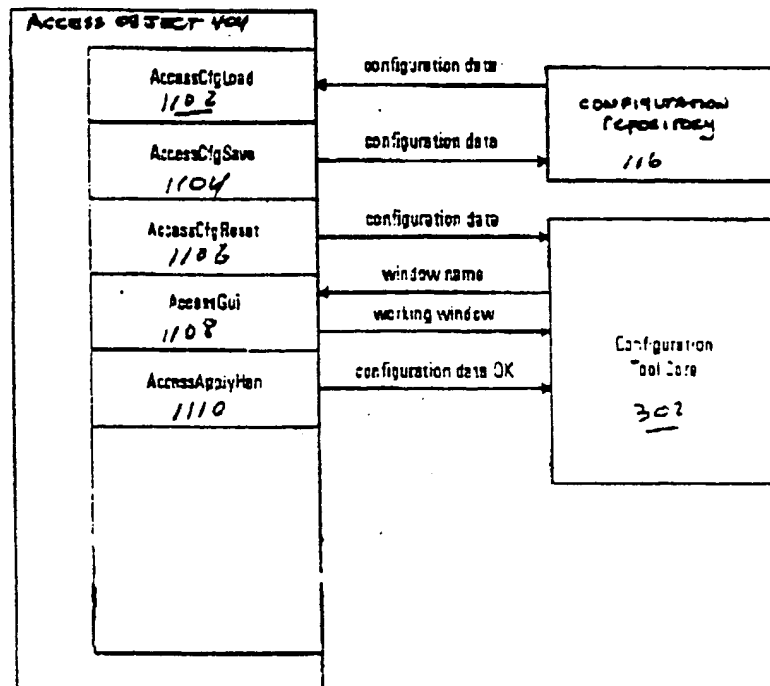 ACCESS OBJECT 404
AccessCfgLoad
1102
AccessCfgSave
1104
AccessCfgReset
1106
AccessGui
1108
AccessApplyHan
1110
configuration data
configuration data
configuration data
window name
working window
configuration data OK
CONFIGURATION
REPOSITORY
116
Configuration
Tool Core
302